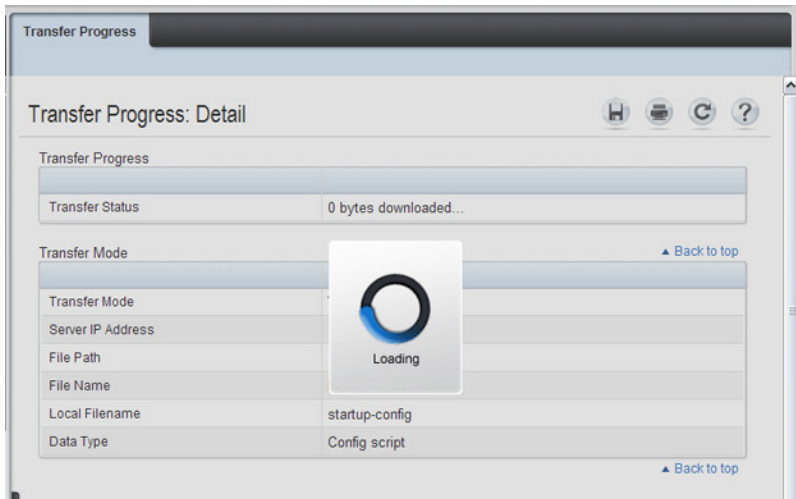 Transfer Progress
Transfer Progress: Detail
Transfer Progress
Transfer Status 0 bytes downloaded...
Transfer Mode ▲ Back to top
Transfer Mode
Server IP Address
File Path
File Name
Loading
Local Filename startup-config
Data Type Config script
▲ Back to top